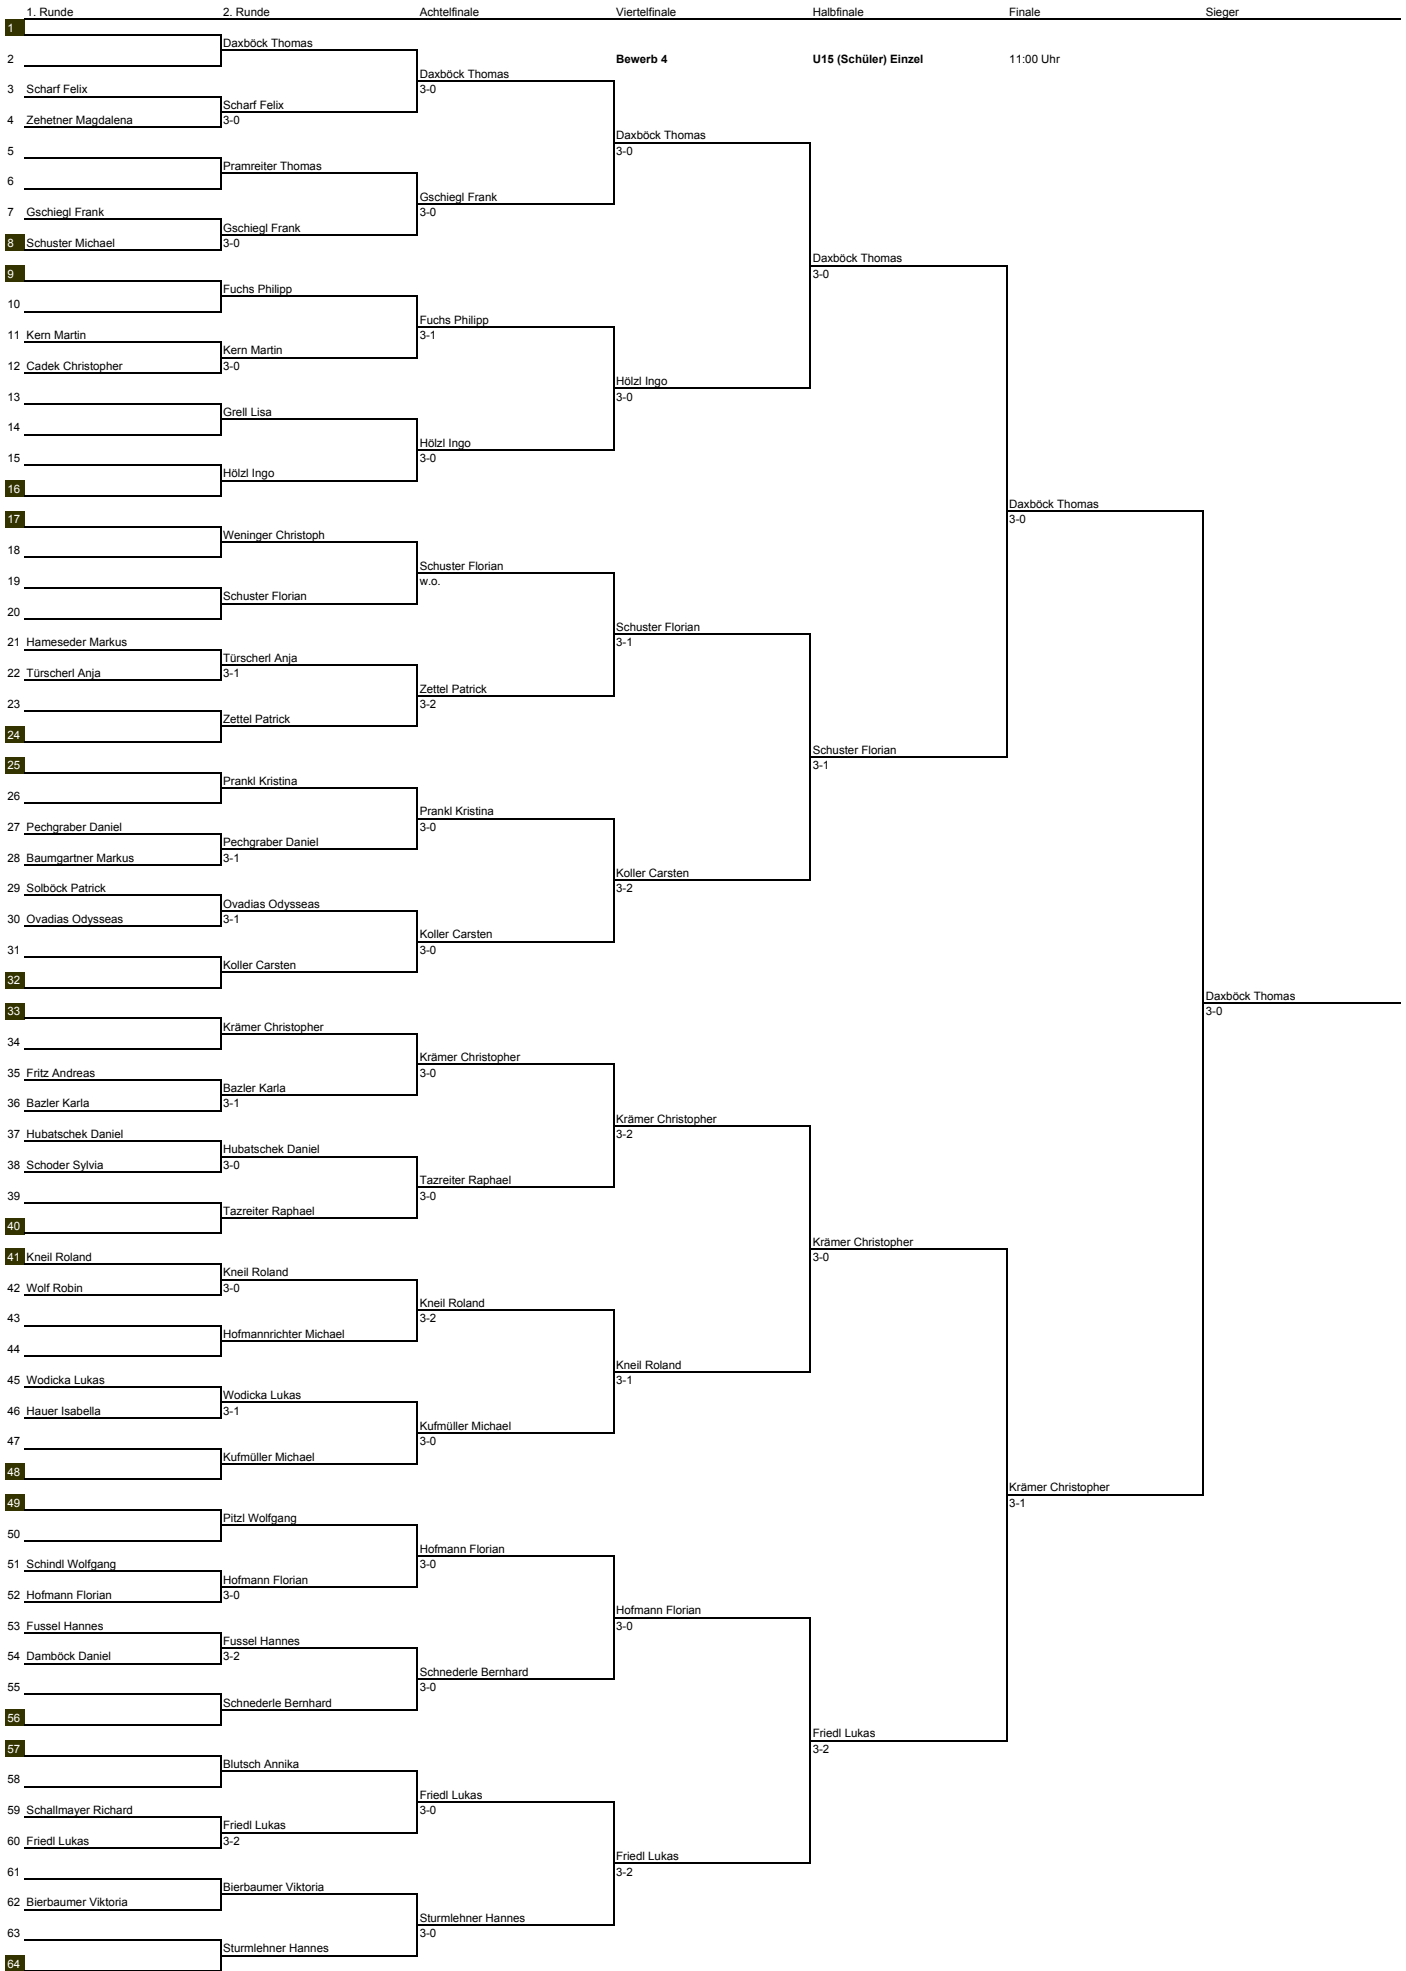 1. Runde 2. Runde Achtelfinale Viertelfinale Halbfinale Finale Sieger
1
Daxböck Thomas
2 Bewerb 4 U15 (Schüler) Einzel 11:00 Uhr
Daxböck Thomas
3 Scharf Felix 3-0
Scharf Felix
4 Zehetner Magdalena 3-0
Daxböck Thomas
5 3-0
Pramreiter Thomas
6
Gschiegl Frank
7 Gschiegl Frank 3-0
Gschiegl Frank
8 Schuster Michael 3-0
Daxböck Thomas
9 3-0
Fuchs Philipp
10
Fuchs Philipp
11 Kern Martin 3-1
Kern Martin
12 Cadek Christopher 3-0
Hölzl Ingo
13 3-0
Grell Lisa
14
Hölzl Ingo
15 3-0
Hölzl Ingo
16
Daxböck Thomas
17 3-0
Weninger Christoph
18
Schuster Florian
19 w.o.
Schuster Florian
20
Schuster Florian
21 Hameseder Markus 3-1
Türscherl Anja
22 Türscherl Anja 3-1
Zettel Patrick
23 3-2
Zettel Patrick
24
Schuster Florian
25 3-1
Prankl Kristina
26
Prankl Kristina
27 Pechgraber Daniel 3-0
Pechgraber Daniel
28 Baumgartner Markus 3-1
Koller Carsten
29 Solböck Patrick 3-2
Ovadias Odysseas
30 Ovadias Odysseas 3-1
Koller Carsten
31 3-0
Koller Carsten
32
Daxböck Thomas
33 3-0
Krämer Christopher
34
Krämer Christopher
35 Fritz Andreas 3-0
Bazler Karla
36 Bazler Karla 3-1
Krämer Christopher
37 Hubatschek Daniel 3-2
Hubatschek Daniel
38 Schoder Sylvia 3-0
Tazreiter Raphael
39 3-0
Tazreiter Raphael
40
Krämer Christopher
41 Kneil Roland 3-0
Kneil Roland
42 Wolf Robin 3-0
Kneil Roland
43 3-2
Hofmannrichter Michael
44
Kneil Roland
45 Wodicka Lukas 3-1
Wodicka Lukas
46 Hauer Isabella 3-1
Kufmüller Michael
47 3-0
Kufmüller Michael
48
Krämer Christopher
49 3-1
Pitzl Wolfgang
50
Hofmann Florian
51 Schindl Wolfgang 3-0
Hofmann Florian
52 Hofmann Florian 3-0
Hofmann Florian
53 Fussel Hannes 3-0
Fussel Hannes
54 Damböck Daniel 3-2
Schnederle Bernhard
55 3-0
Schnederle Bernhard
56
Friedl Lukas
57 3-2
Blutsch Annika
58
Friedl Lukas
59 Schallmayer Richard 3-0
Friedl Lukas
60 Friedl Lukas 3-2
Friedl Lukas
61 3-2
Bierbaumer Viktoria
62 Bierbaumer Viktoria
Sturmlehner Hannes
63 3-0
Sturmlehner Hannes
64